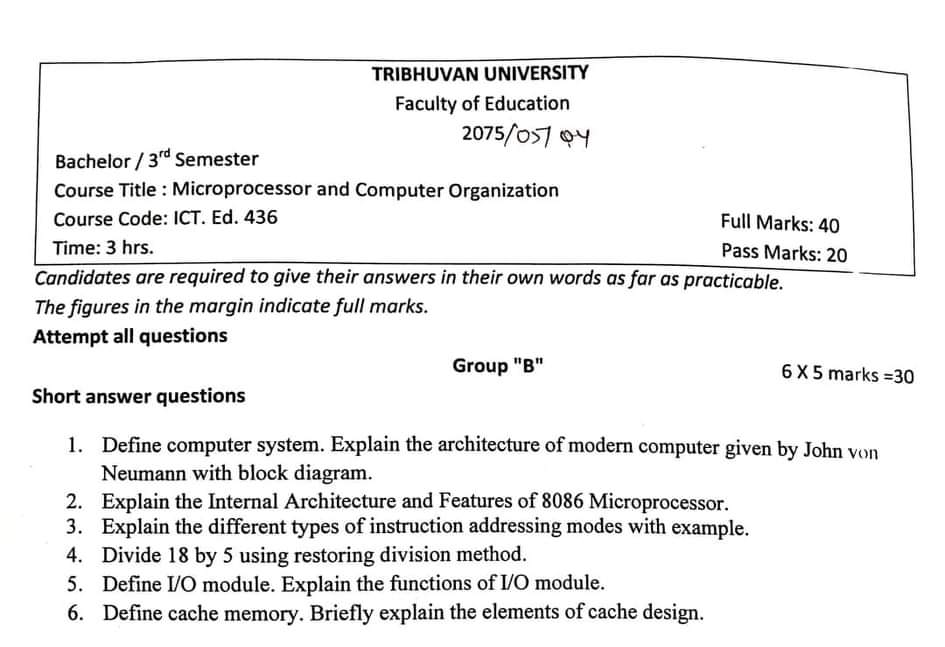 TRIBHUVAN UNIVERSITY
Faculty of Education
2075/05/04
Bachelor / 3rd Semester
Course Title : Microprocessor and Computer Organization
Course Code: ICT. Ed. 436
Full Marks: 40
Time: 3 hrs.
Pass Marks: 20
Candidates are required to give their answers in their own words as far as practicable.
The figures in the margin indicate full marks.
Attempt all questions
Group "B"
6 X 5 marks =30
Short answer questions
1. Define computer system. Explain the architecture of modern computer given by John von
Neumann with block diagram.
2. Explain the Internal Architecture and Features of 8086 Microprocessor.
3. Explain the different types of instruction addressing modes with example.
4. Divide 18 by 5 using restoring division method.
5. Define I/O module. Explain the functions of I/O module.
6. Define cache memory. Briefly explain the elements of cache design.